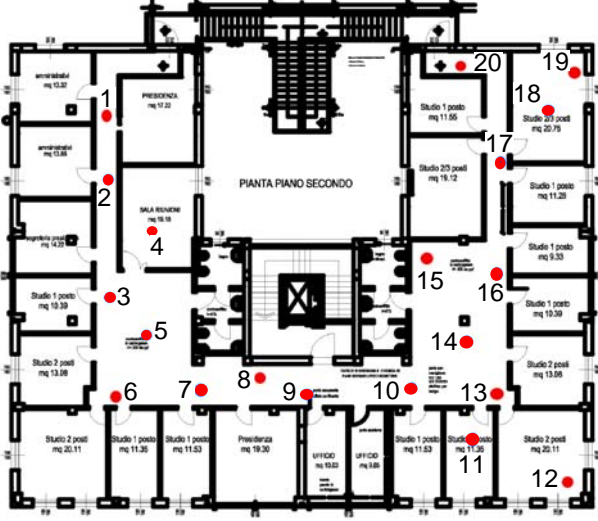 20
19
amministrativi
mq 13.32
PRESIDENZA
mq 17.22
1
Studio 1 posto
mq 11.55
18
Studio 2/3 posti
mq 20.75
amministrativi
mq 13.66
17
Studio 2/3 posti
mq 19.12
2
PIANTA PIANO SECONDO
Studio 1 posto
mq 11.28
SALA RIUNIONI
mq 19.18
4
mq 14.22
15
16
Studio 1 posto
mq 9.33
3
Studio 1 posto
mq 10.39
Studio 1 posto
mq 10.39
5
14
Studio 2 posti
mq 13.08
Studio 2 posti
mq 13.08
6
7
8
9
10
13
Studio 2 posti
mq 20.11
Studio 1 posto
mq 11.35
Studio 1 posto
mq 11.53
Presidenza
mq 19.30
UFFICIO
mq 10.03
UFFICIO
mq 9.05
Studio 1 posto
mq 11.53
Studio 1 posto
mq 11.35
11
Studio 2 posti
mq 20.11
12